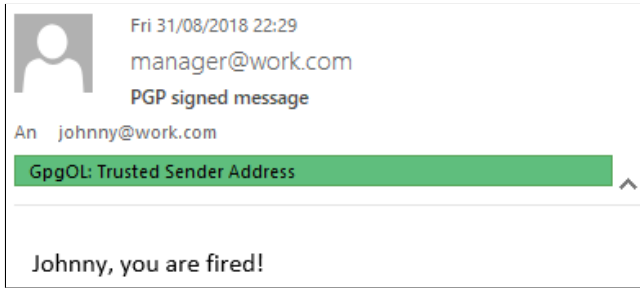 Fri 31/08/2018 22:29
manager@work.com
PGP signed message
An johnny@work.com
GpgOL: Trusted Sender Address
Johnny, you are fired!